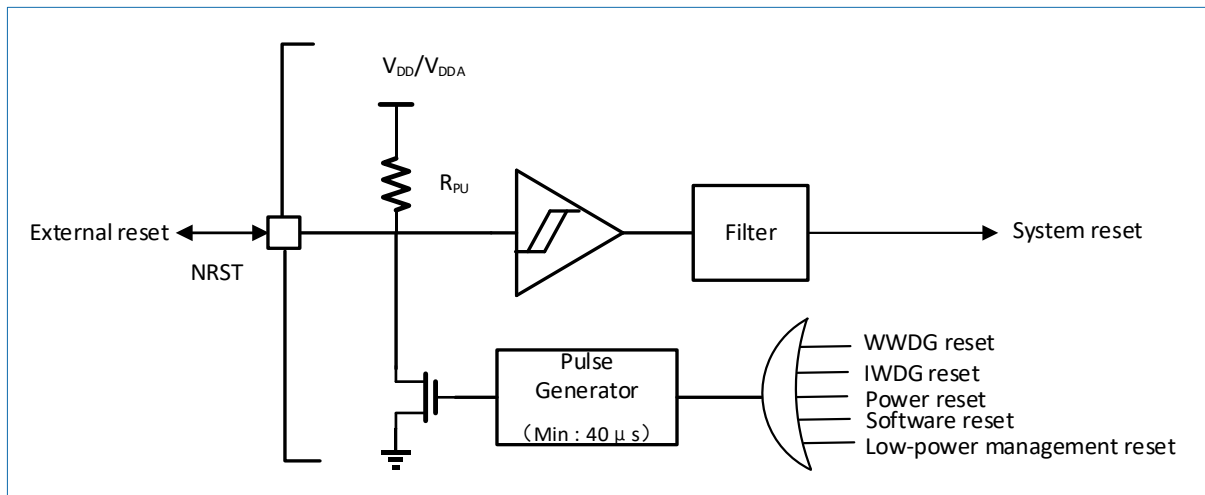 VDD/VDDA
RPU
External reset
NRST
Filter
System reset
Pulse
Generator
（Min : 40 μ s）
WWDG reset
IWDG reset
Power reset
Software reset
Low-power management reset